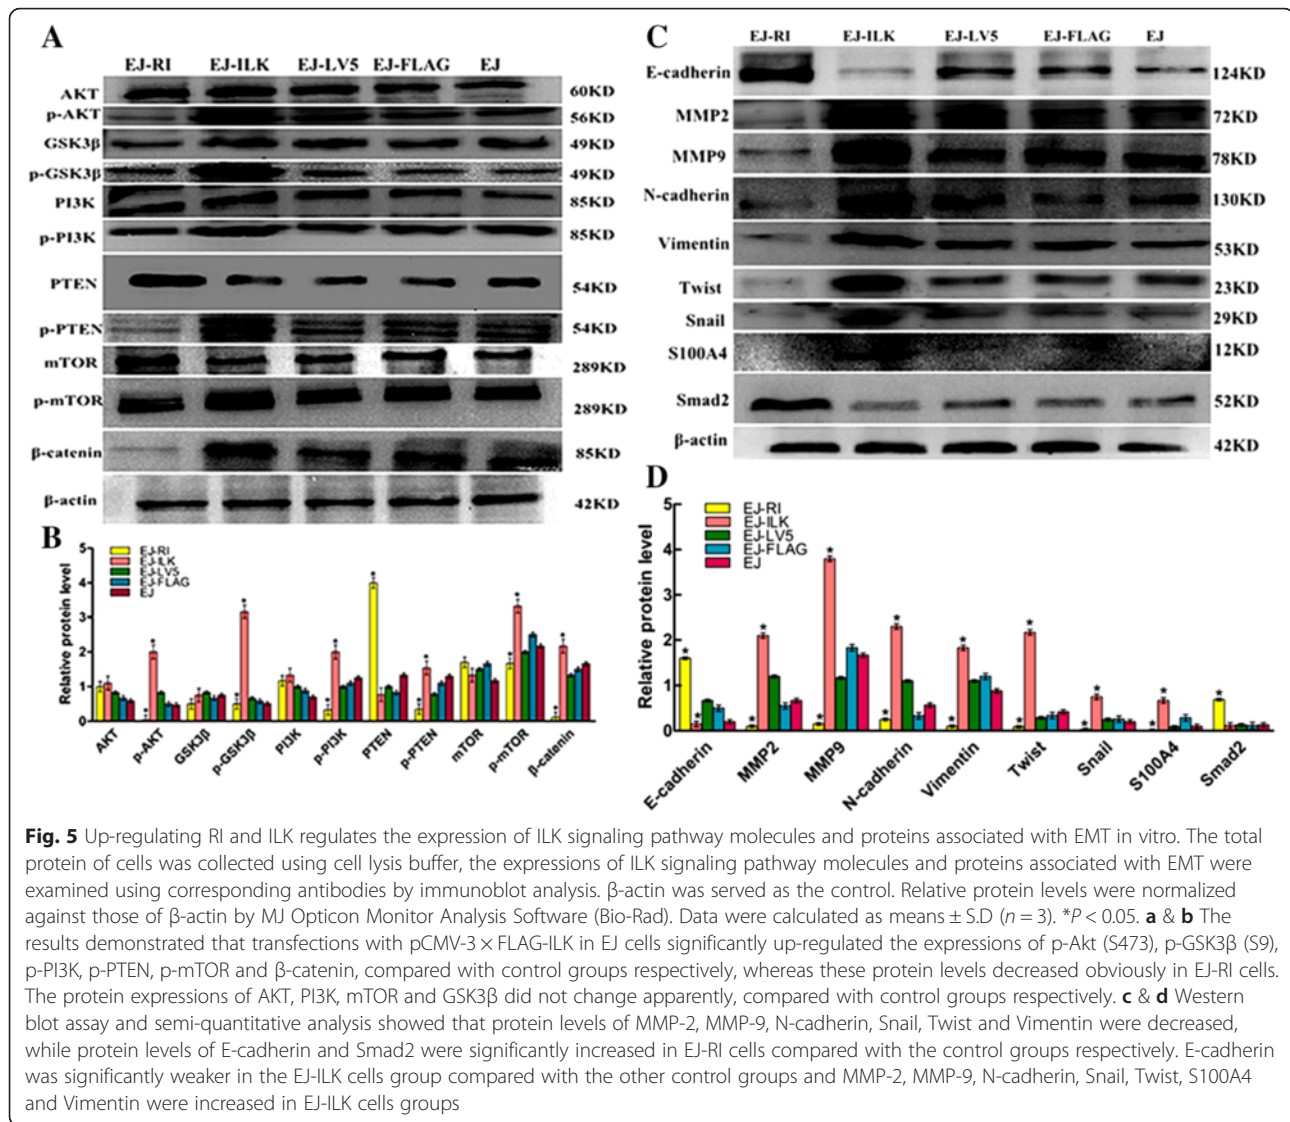 A
EJ-RI EJ-ILK EJ-LV5 EJ-FLAG EJ
AKT 60KD
p-AKT 56KD
GSK3β 49KD
p-GSK3β 49KD
PI3K 85KD
p-PI3K 85KD
PTEN 54KD
p-PTEN 54KD
mTOR 289KD
p-mTOR 289KD
β-catenin 85KD
β-actin 42KD
B
Relative protein level
5
4
3
2
1
0
EJ-RI
EJ-ILK
EJ-LV5
EJ-FLAG
EJ
* * * * * * * * * * * *
AKT p-AKT GSK3β p-GSK3β PI3K p-PI3K PTEN p-PTEN mTOR p-mTOR β-catenin
C
EJ-RI EJ-ILK EJ-LV5 EJ-FLAG EJ
E-cadherin 124KD
MMP2 72KD
MMP9 78KD
N-cadherin 130KD
Vimentin 53KD
Twist 23KD
Snail 29KD
S100A4 12KD
Smad2 52KD
β-actin 42KD
D
Relative protein level
5
4
3
2
1
0
EJ-RI
EJ-ILK
EJ-LV5
EJ-FLAG
EJ
* * * * * * * * * * * * * * * * *
E-cadherin MMP2 MMP9 N-cadherin Vimentin Twist Snail S100A4 Smad2
Fig. 5 Up-regulating RI and ILK regulates the expression of ILK signaling pathway molecules and proteins associated with EMT in vitro. The total
protein of cells was collected using cell lysis buffer, the expressions of ILK signaling pathway molecules and proteins associated with EMT were
examined using corresponding antibodies by immunoblot analysis. β-actin was served as the control. Relative protein levels were normalized
against those of β-actin by MJ Opticon Monitor Analysis Software (Bio-Rad). Data were calculated as means ± S.D (n = 3). *P < 0.05. a & b The
results demonstrated that transfections with pCMV-3 × FLAG-ILK in EJ cells significantly up-regulated the expressions of p-Akt (S473), p-GSK3β (S9),
p-PI3K, p-PTEN, p-mTOR and β-catenin, compared with control groups respectively, whereas these protein levels decreased obviously in EJ-RI cells.
The protein expressions of AKT, PI3K, mTOR and GSK3β did not change apparently, compared with control groups respectively. c & d Western
blot assay and semi-quantitative analysis showed that protein levels of MMP-2, MMP-9, N-cadherin, Snail, Twist and Vimentin were decreased,
while protein levels of E-cadherin and Smad2 were significantly increased in EJ-RI cells compared with the control groups respectively. E-cadherin
was significantly weaker in the EJ-ILK cells group compared with the other control groups and MMP-2, MMP-9, N-cadherin, Snail, Twist, S100A4
and Vimentin were increased in EJ-ILK cells groups